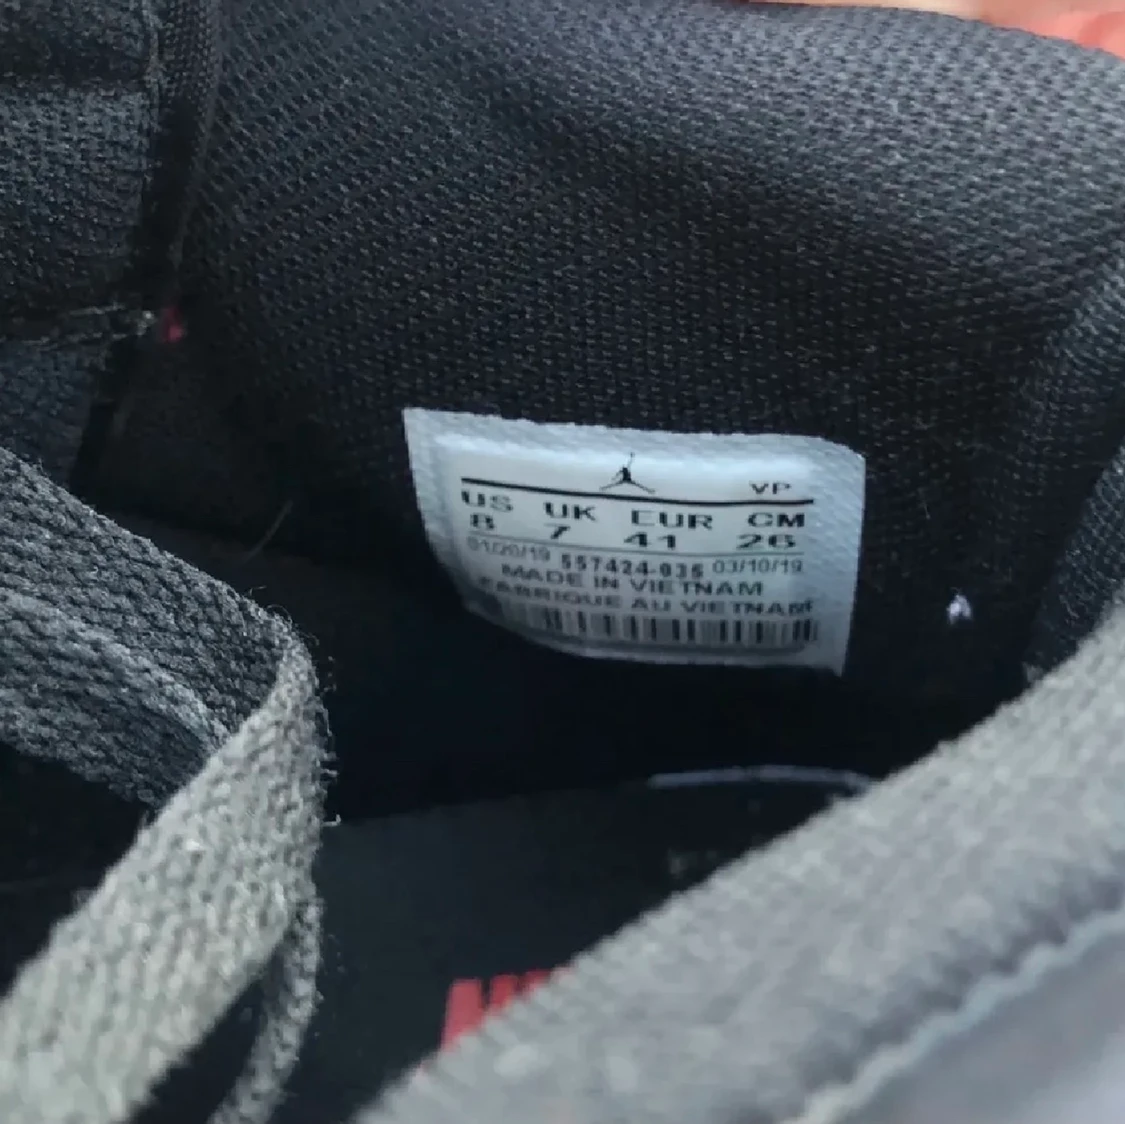 VP
US UK EUR CM
8 7 41 26
01/20/19 557424-035 03/10/19
MADE IN VIETNAM
FABRIQUE AU VIETNAM